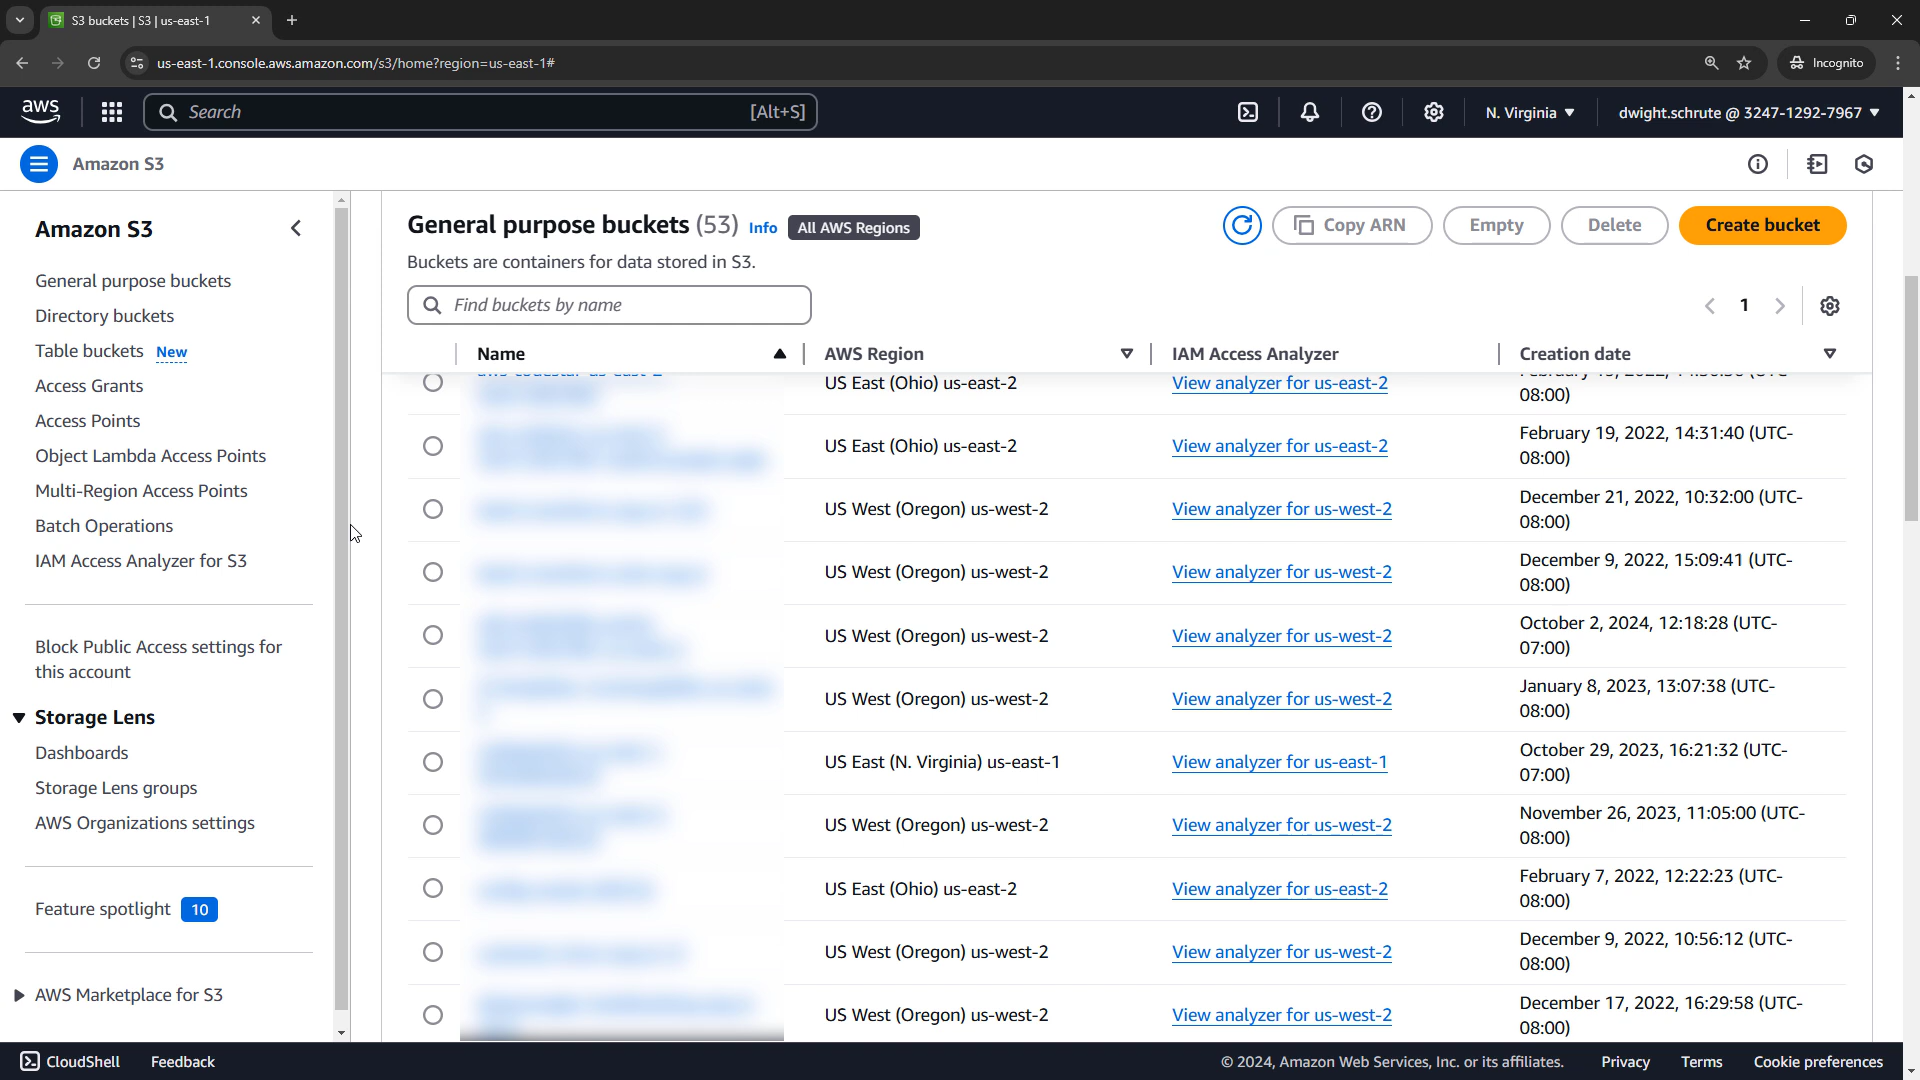 S3 buckets | S3 | us-east-1
us-east-1.console.aws.amazon.com/s3/home?region=us-east-1#
Incognito
aws
Search
[Alt+S]
N. Virginia
dwight.schrute @ 3247-1292-7967
Amazon S3
Amazon S3
General purpose buckets
Directory buckets
Table buckets New
Access Grants
Access Points
Object Lambda Access Points
Multi-Region Access Points
Batch Operations
IAM Access Analyzer for S3
Block Public Access settings for
this account
Storage Lens
Dashboards
Storage Lens groups
AWS Organizations settings
Feature spotlight 10
AWS Marketplace for S3
General purpose buckets (53) Info All AWS Regions
Copy ARN
Empty
Delete
Create bucket
Buckets are containers for data stored in S3.
Find buckets by name
1
Name AWS Region IAM Access Analyzer Creation date
US East (Ohio) us-east-2 View analyzer for us-east-2
08:00)
US East (Ohio) us-east-2 View analyzer for us-east-2 February 19, 2022, 14:31:40 (UTC-
08:00)
US West (Oregon) us-west-2 View analyzer for us-west-2 December 21, 2022, 10:32:00 (UTC-
08:00)
US West (Oregon) us-west-2 View analyzer for us-west-2 December 9, 2022, 15:09:41 (UTC-
08:00)
US West (Oregon) us-west-2 View analyzer for us-west-2 October 2, 2024, 12:18:28 (UTC-
07:00)
US West (Oregon) us-west-2 View analyzer for us-west-2 January 8, 2023, 13:07:38 (UTC-
08:00)
US East (N. Virginia) us-east-1 View analyzer for us-east-1 October 29, 2023, 16:21:32 (UTC-
07:00)
US West (Oregon) us-west-2 View analyzer for us-west-2 November 26, 2023, 11:05:00 (UTC-
08:00)
US East (Ohio) us-east-2 View analyzer for us-east-2 February 7, 2022, 12:22:23 (UTC-
08:00)
US West (Oregon) us-west-2 View analyzer for us-west-2 December 9, 2022, 10:56:12 (UTC-
08:00)
US West (Oregon) us-west-2 View analyzer for us-west-2 December 17, 2022, 16:29:58 (UTC-
08:00)
CloudShell Feedback
© 2024, Amazon Web Services, Inc. or its affiliates. Privacy Terms Cookie preferences